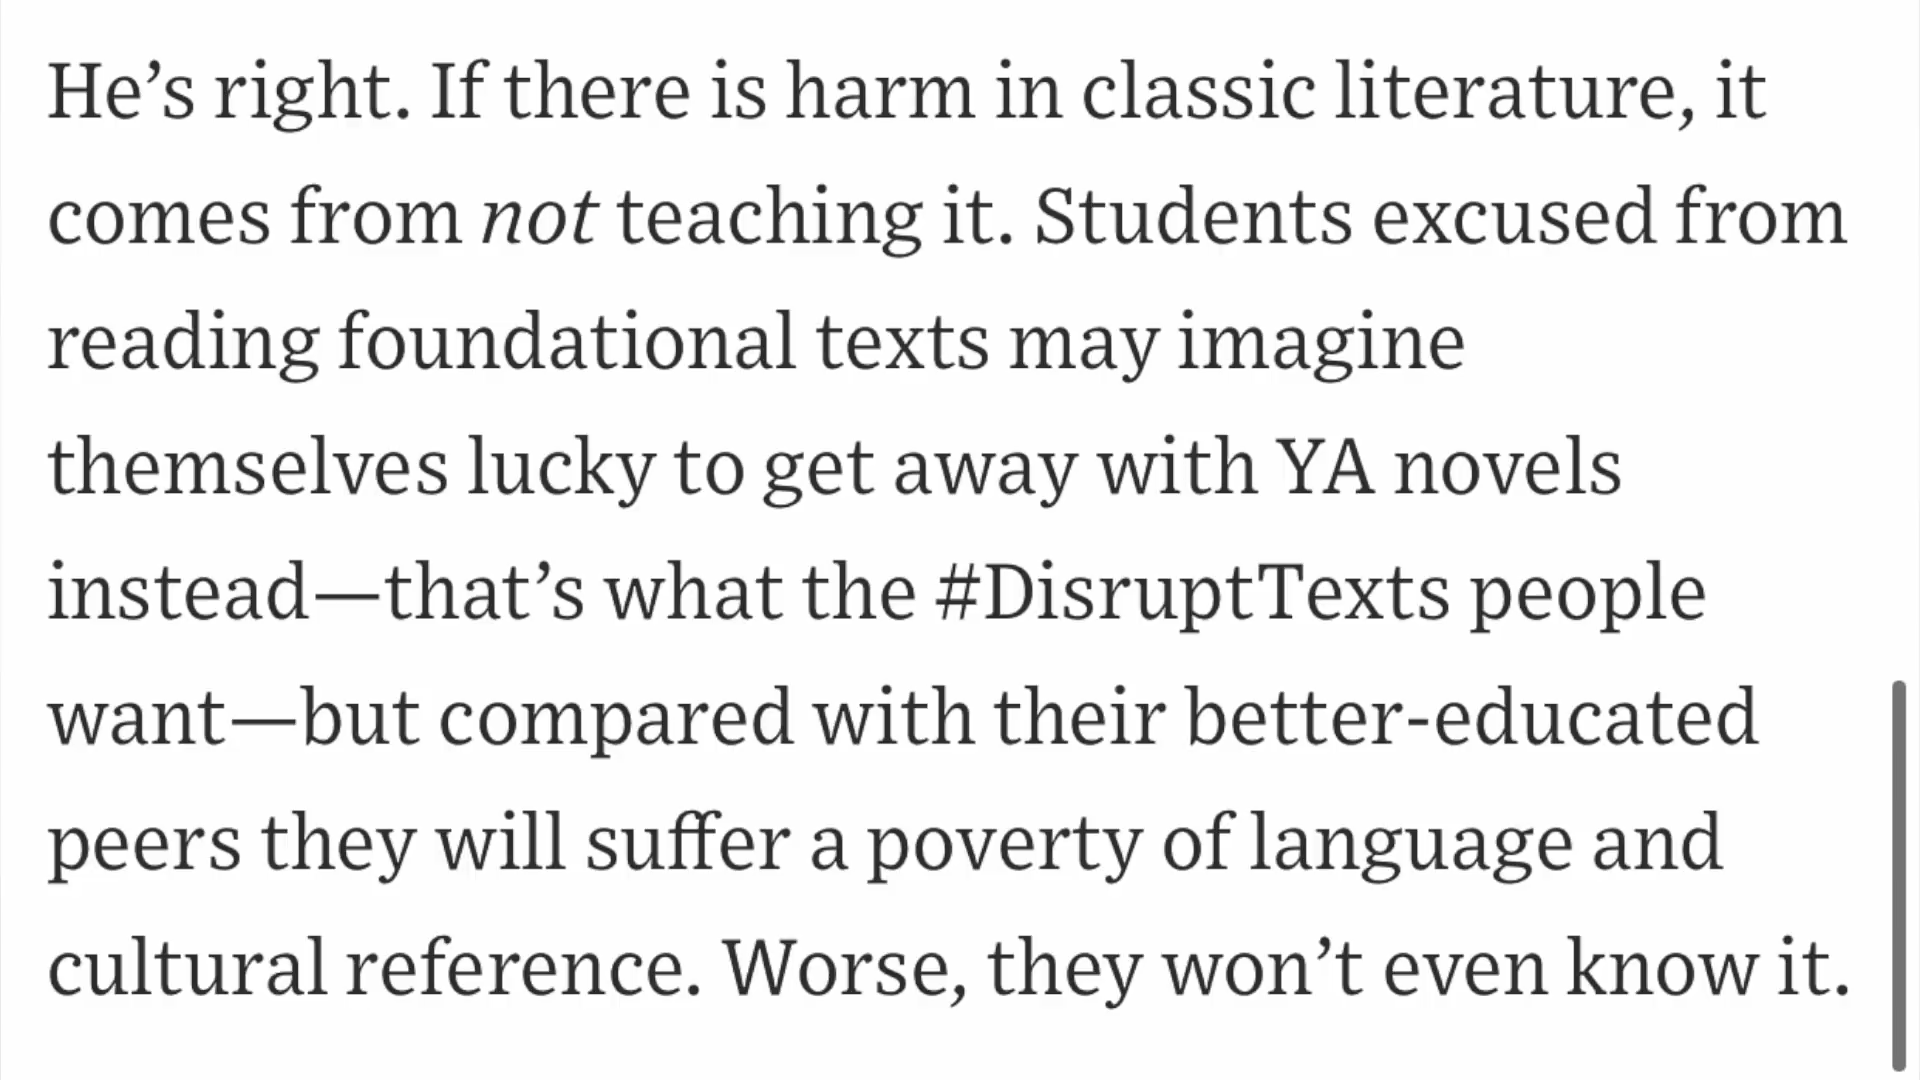 He’s right. If there is harm in classic literature, it
comes from not teaching it. Students excused from
reading foundational texts may imagine
themselves lucky to get away with YA novels
instead—that’s what the #DisruptTexts people
want—but compared with their better-educated
peers they will suffer a poverty of language and
cultural reference. Worse, they won’t even know it.